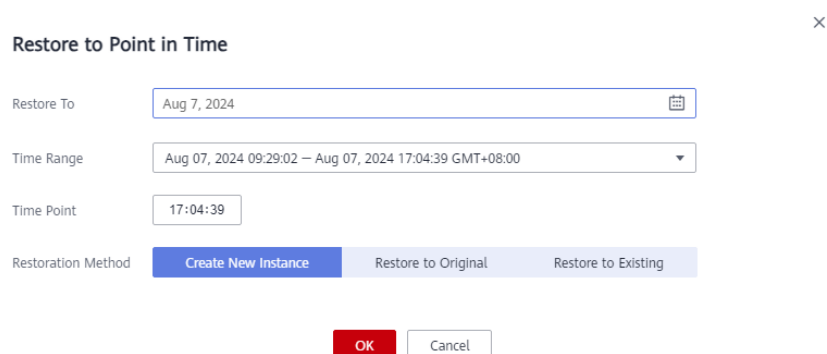 Restore to Point in Time
Restore To Aug 7, 2024
Time Range Aug 07, 2024 09:29:02 — Aug 07, 2024 17:04:39 GMT+08:00
Time Point 17:04:39
Restoration Method Create New Instance Restore to Original Restore to Existing
OK Cancel